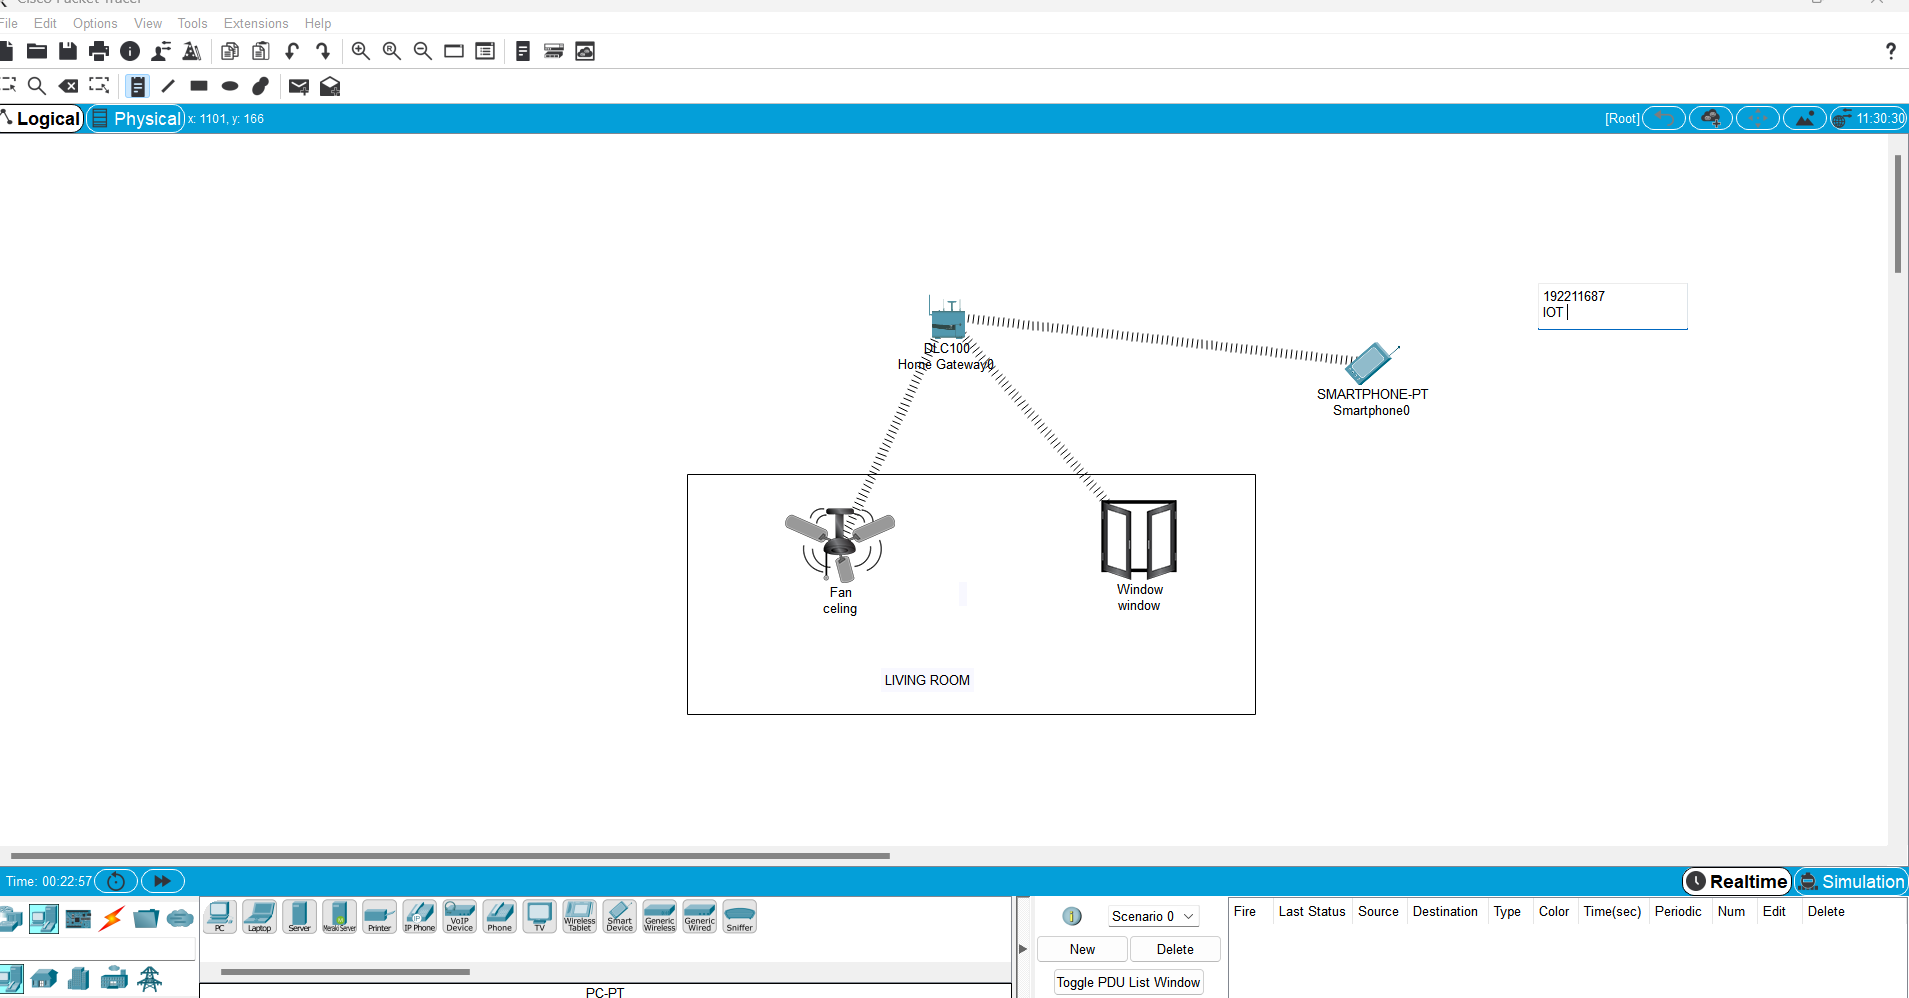 Cisco Packet Tracer
File Edit Options View Tools Extensions Help
?
Logical Physical x: 1101, y: 166 [Root] 11:30:30
192211687
IOT
DLC100
Home Gateway0
SMARTPHONE-PT
Smartphone0
Fan
celing
Window
window
LIVING ROOM
Time: 00:22:57 Realtime Simulation
PC Laptop Server Meraki Server Printer IP Phone VoIP Device Phone TV Wireless Tablet Smart Device Generic Wireless Generic Wired Sniffer
PC-PT
Scenario 0
New Delete
Toggle PDU List Window
Fire Last Status Source Destination Type Color Time(sec) Periodic Num Edit Delete